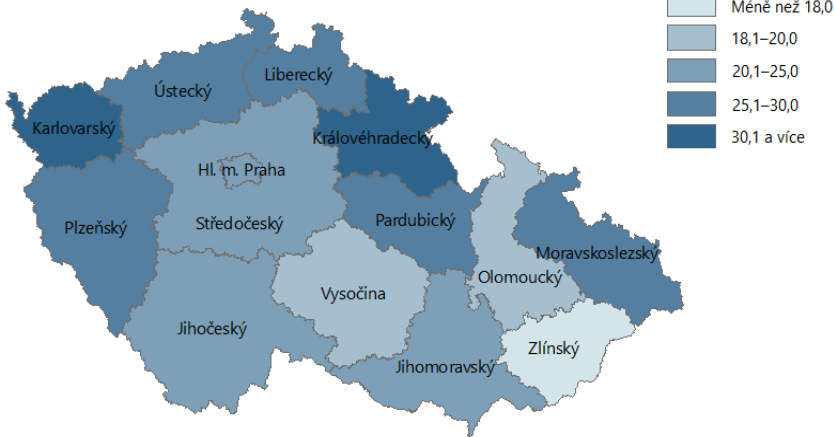 Méně než 18,0
18,1–20,0
20,1–25,0
25,1–30,0
30,1 a více
Liberecký
Ústecký
Karlovarský
Královéhradecký
Hl. m. Praha
Středočeský
Pardubický
Plzeňský
Moravskoslezský
Olomoucký
Vysočina
Jihočeský
Zlínský
Jihomoravský